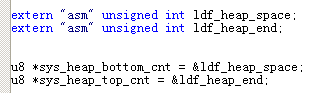 extern "asm" unsigned int ldf_heap_space;
extern "asm" unsigned int ldf_heap_end;
u8 *sys_heap_bottom_cnt = &ldf_heap_space;
u8 *sys_heap_top_cnt = &ldf_heap_end;